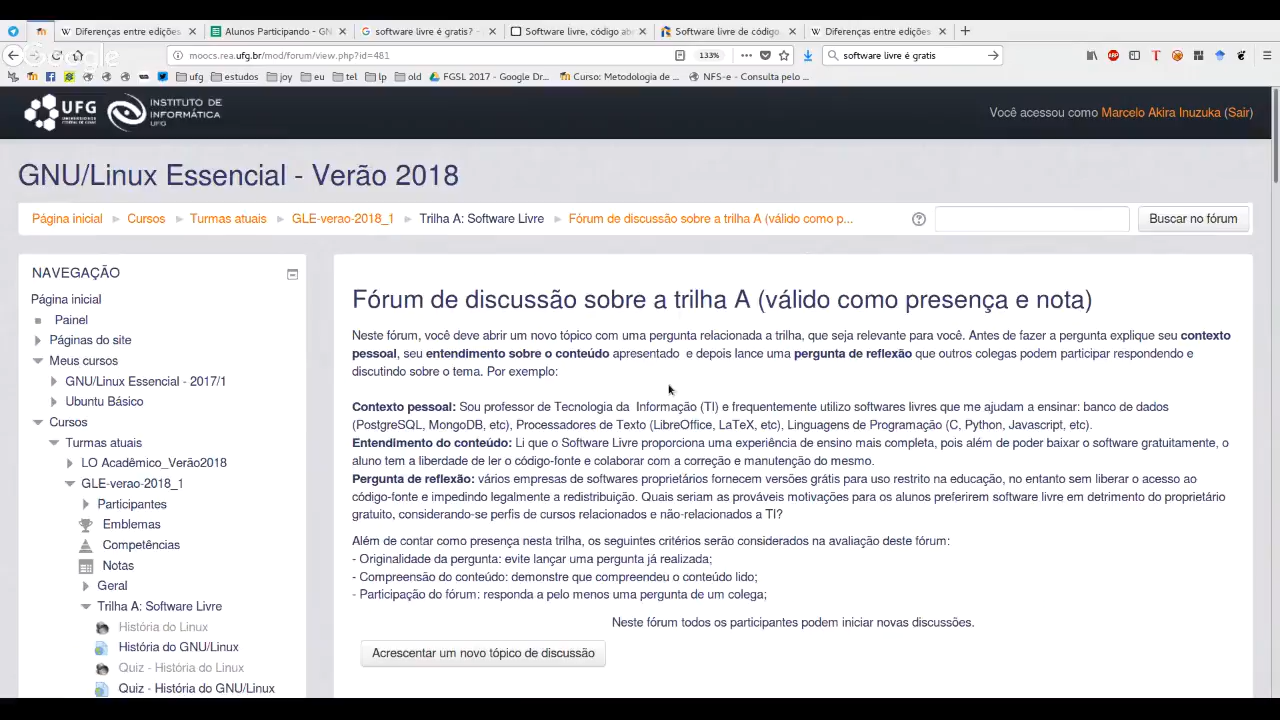 Diferenças entre edições
Alunos Participando - GN
software livre é gratis? -
Software livre, código ab
Software livre de código
Diferenças entre edições
moocs.rea.ufg.br/mod/forum/view.php?id=481
133%
software livre é gratis
ufg
estudos
joy
eu
tel
lp
old
FGSL 2017 - Google Dr...
Curso: Metodologia de ...
NFS-e - Consulta pelo ...
Google
UFG
INSTITUTO DE
INFORMÁTICA
UFG
Você acessou como Marcelo Akira Inuzuka (Sair)
GNU/Linux Essencial - Verão 2018
Página inicial
Cursos
Turmas atuais
GLE-verao-2018_1
Trilha A: Software Livre
Fórum de discussão sobre a trilha A (válido como p...
Buscar no fórum
NAVEGAÇÃO
Página inicial
Painel
Páginas do site
Meus cursos
GNU/Linux Essencial - 2017/1
Ubuntu Básico
Cursos
Turmas atuais
LO Acadêmico_Verão2018
GLE-verao-2018_1
Participantes
Emblemas
Competências
Notas
Geral
Trilha A: Software Livre
História do Linux
História do GNU/Linux
Quiz - História do Linux
Quiz - História do GNU/Linux
Fórum de discussão sobre a trilha A (válido como presença e nota)
Neste fórum, você deve abrir um novo tópico com uma pergunta relacionada a trilha, que seja relevante para você. Antes de fazer a pergunta explique seu contexto
pessoal, seu entendimento sobre o conteúdo apresentado e depois lance uma pergunta de reflexão que outros colegas podem participar respondendo e
discutindo sobre o tema. Por exemplo:
Contexto pessoal: Sou professor de Tecnologia da Informação (TI) e frequentemente utilizo softwares livres que me ajudam a ensinar: banco de dados
(PostgreSQL, MongoDB, etc), Processadores de Texto (LibreOffice, LaTeX, etc), Linguagens de Programação (C, Python, Javascript, etc).
Entendimento do conteúdo: Li que o Software Livre proporciona uma experiência de ensino mais completa, pois além de poder baixar o software gratuitamente, o
aluno tem a liberdade de ler o código-fonte e colaborar com a correção e manutenção do mesmo.
Pergunta de reflexão: vários empresas de softwares proprietários fornecem versões grátis para uso restrito na educação, no entanto sem liberar o acesso ao
código-fonte e impedindo legalmente a redistribuição. Quais seriam as prováveis motivações para os alunos preferirem software livre em detrimento do proprietário
gratuito, considerando-se perfis de cursos relacionados e não-relacionados a TI?
Além de contar como presença nesta trilha, os seguintes critérios serão considerados na avaliação deste fórum:
- Originalidade da pergunta: evite lançar uma pergunta já realizada;
- Compreensão do conteúdo: demonstre que compreendeu o conteúdo lido;
- Participação do fórum: responda a pelo menos uma pergunta de um colega;
Neste fórum todos os participantes podem iniciar novas discussões.
Acrescentar um novo tópico de discussão